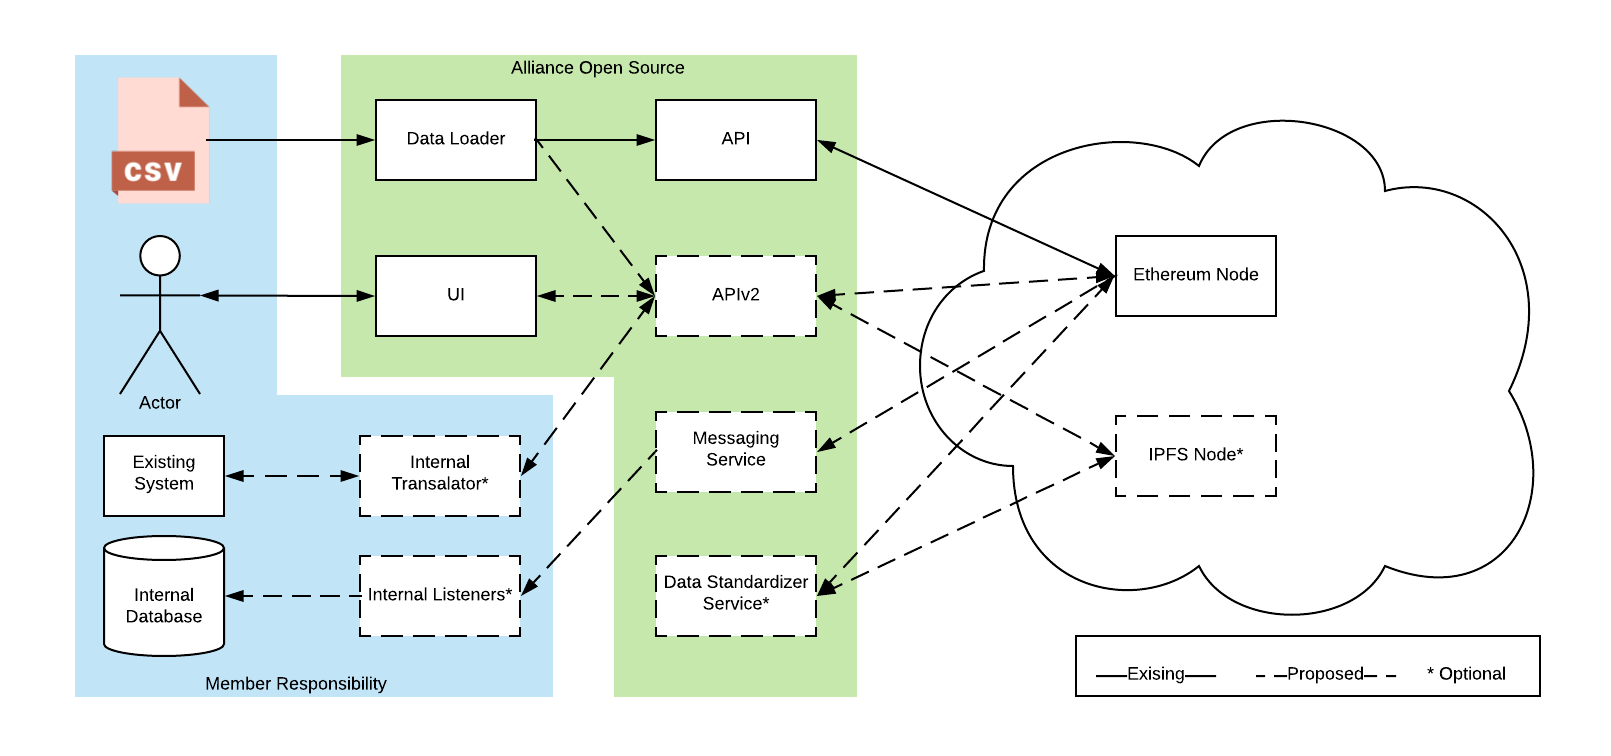 Alliance Open Source
CSV
Data Loader
API
Ethereum Node
UI
APIv2
Actor
Existing
System
Internal
Transalator*
Messaging
Service
IPFS Node*
Internal
Database
Internal Listeners*
Data Standardizer
Service*
Member Responsibility
Exising
Proposed
* Optional